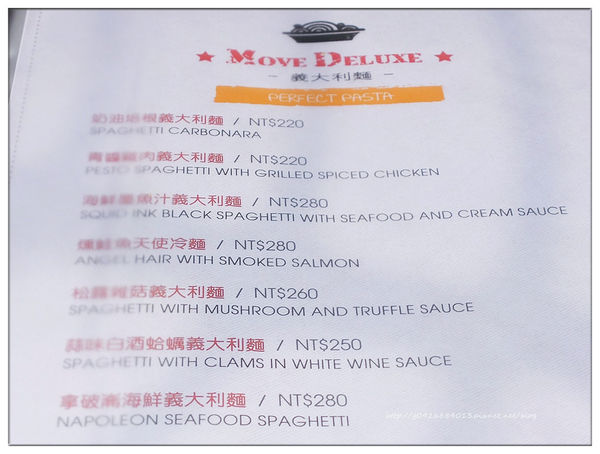 ★ MOVE DELUXE ★
- 義大利麵 -
PERFECT PASTA
奶油培根義大利麵 / NT$220
SPAGHETTI CARBONARA
青醬雞肉義大利麵 / NT$220
PESTO SPAGHETTI WITH GRILLED SPICED CHICKEN
海鮮墨魚汁義大利麵 / NT$280
SQUID INK BLACK SPAGHETTI WITH SEAFOOD AND CREAM SAUCE
燻鮭魚天使冷麵 / NT$280
ANGEL HAIR WITH SMOKED SALMON
松露雜菇義大利麵 / NT$260
SPAGHETTI WITH MUSHROOM AND TRUFFLE SAUCE
蒜味白酒蛤蠣義大利麵 / NT$250
SPAGHETTI WITH CLAMS IN WHITE WINE SAUCE
拿破崙海鮮義大利麵 / NT$280
NAPOLEON SEAFOOD SPAGHETTI